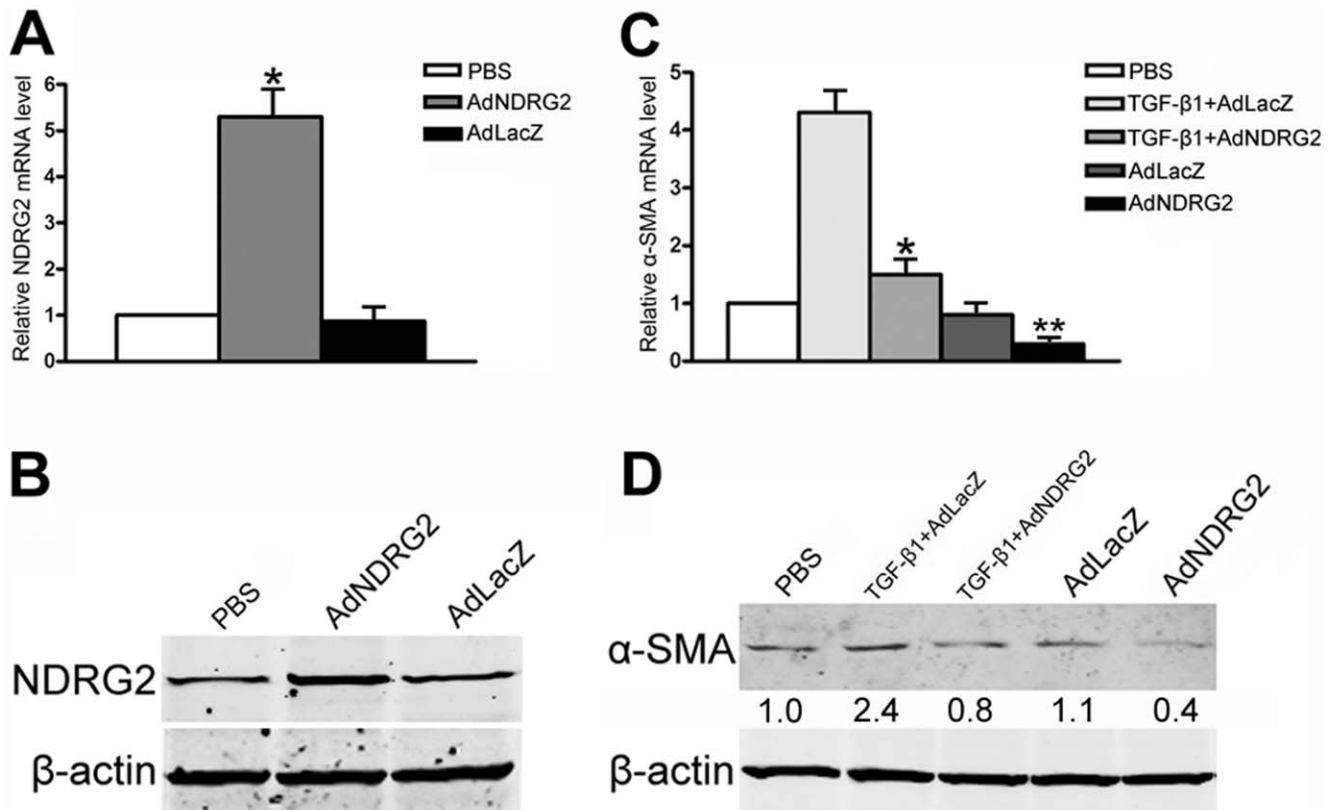 A
Relative NDRG2 mRNA level
6
5
4
3
2
1
0
*
PBS
AdNDRG2
AdLacZ
C
Relative α-SMA mRNA level
5
4
3
2
1
0
*
**
PBS
TGF-β1+AdLacZ
TGF-β1+AdNDRG2
AdLacZ
AdNDRG2
B
PBS
AdNDRG2
AdLacZ
NDRG2
β-actin
D
PBS
TGF-β1+AdLacZ
TGF-β1+AdNDRG2
AdLacZ
AdNDRG2
α-SMA
1.0 2.4 0.8 1.1 0.4
β-actin